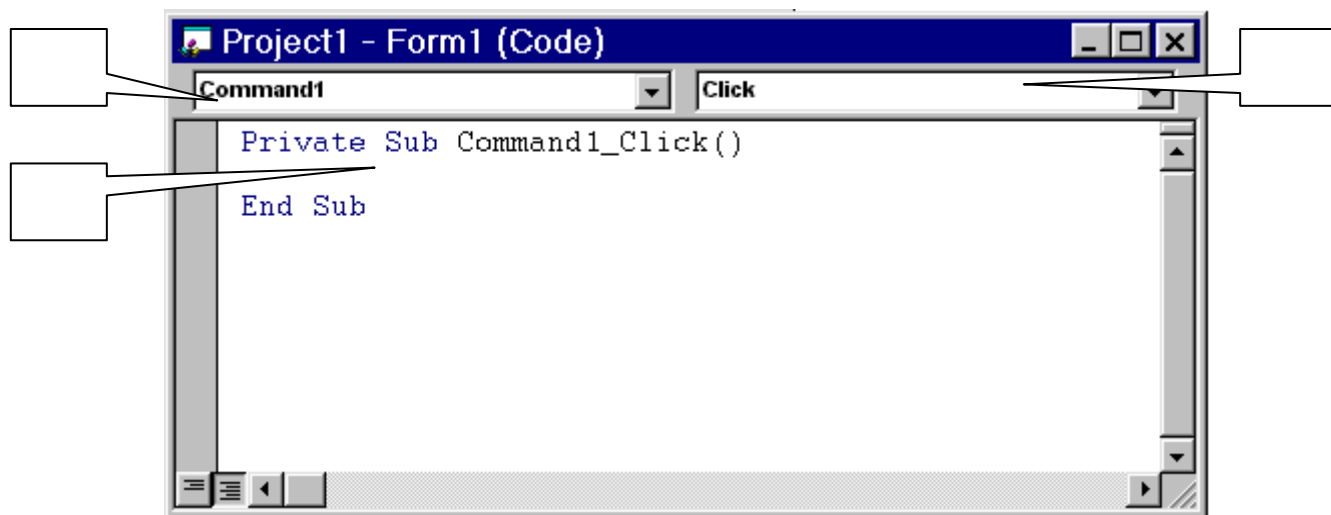 Project1 - Form1 (Code)
Command1 Click
Private Sub Command1_Click()
End Sub